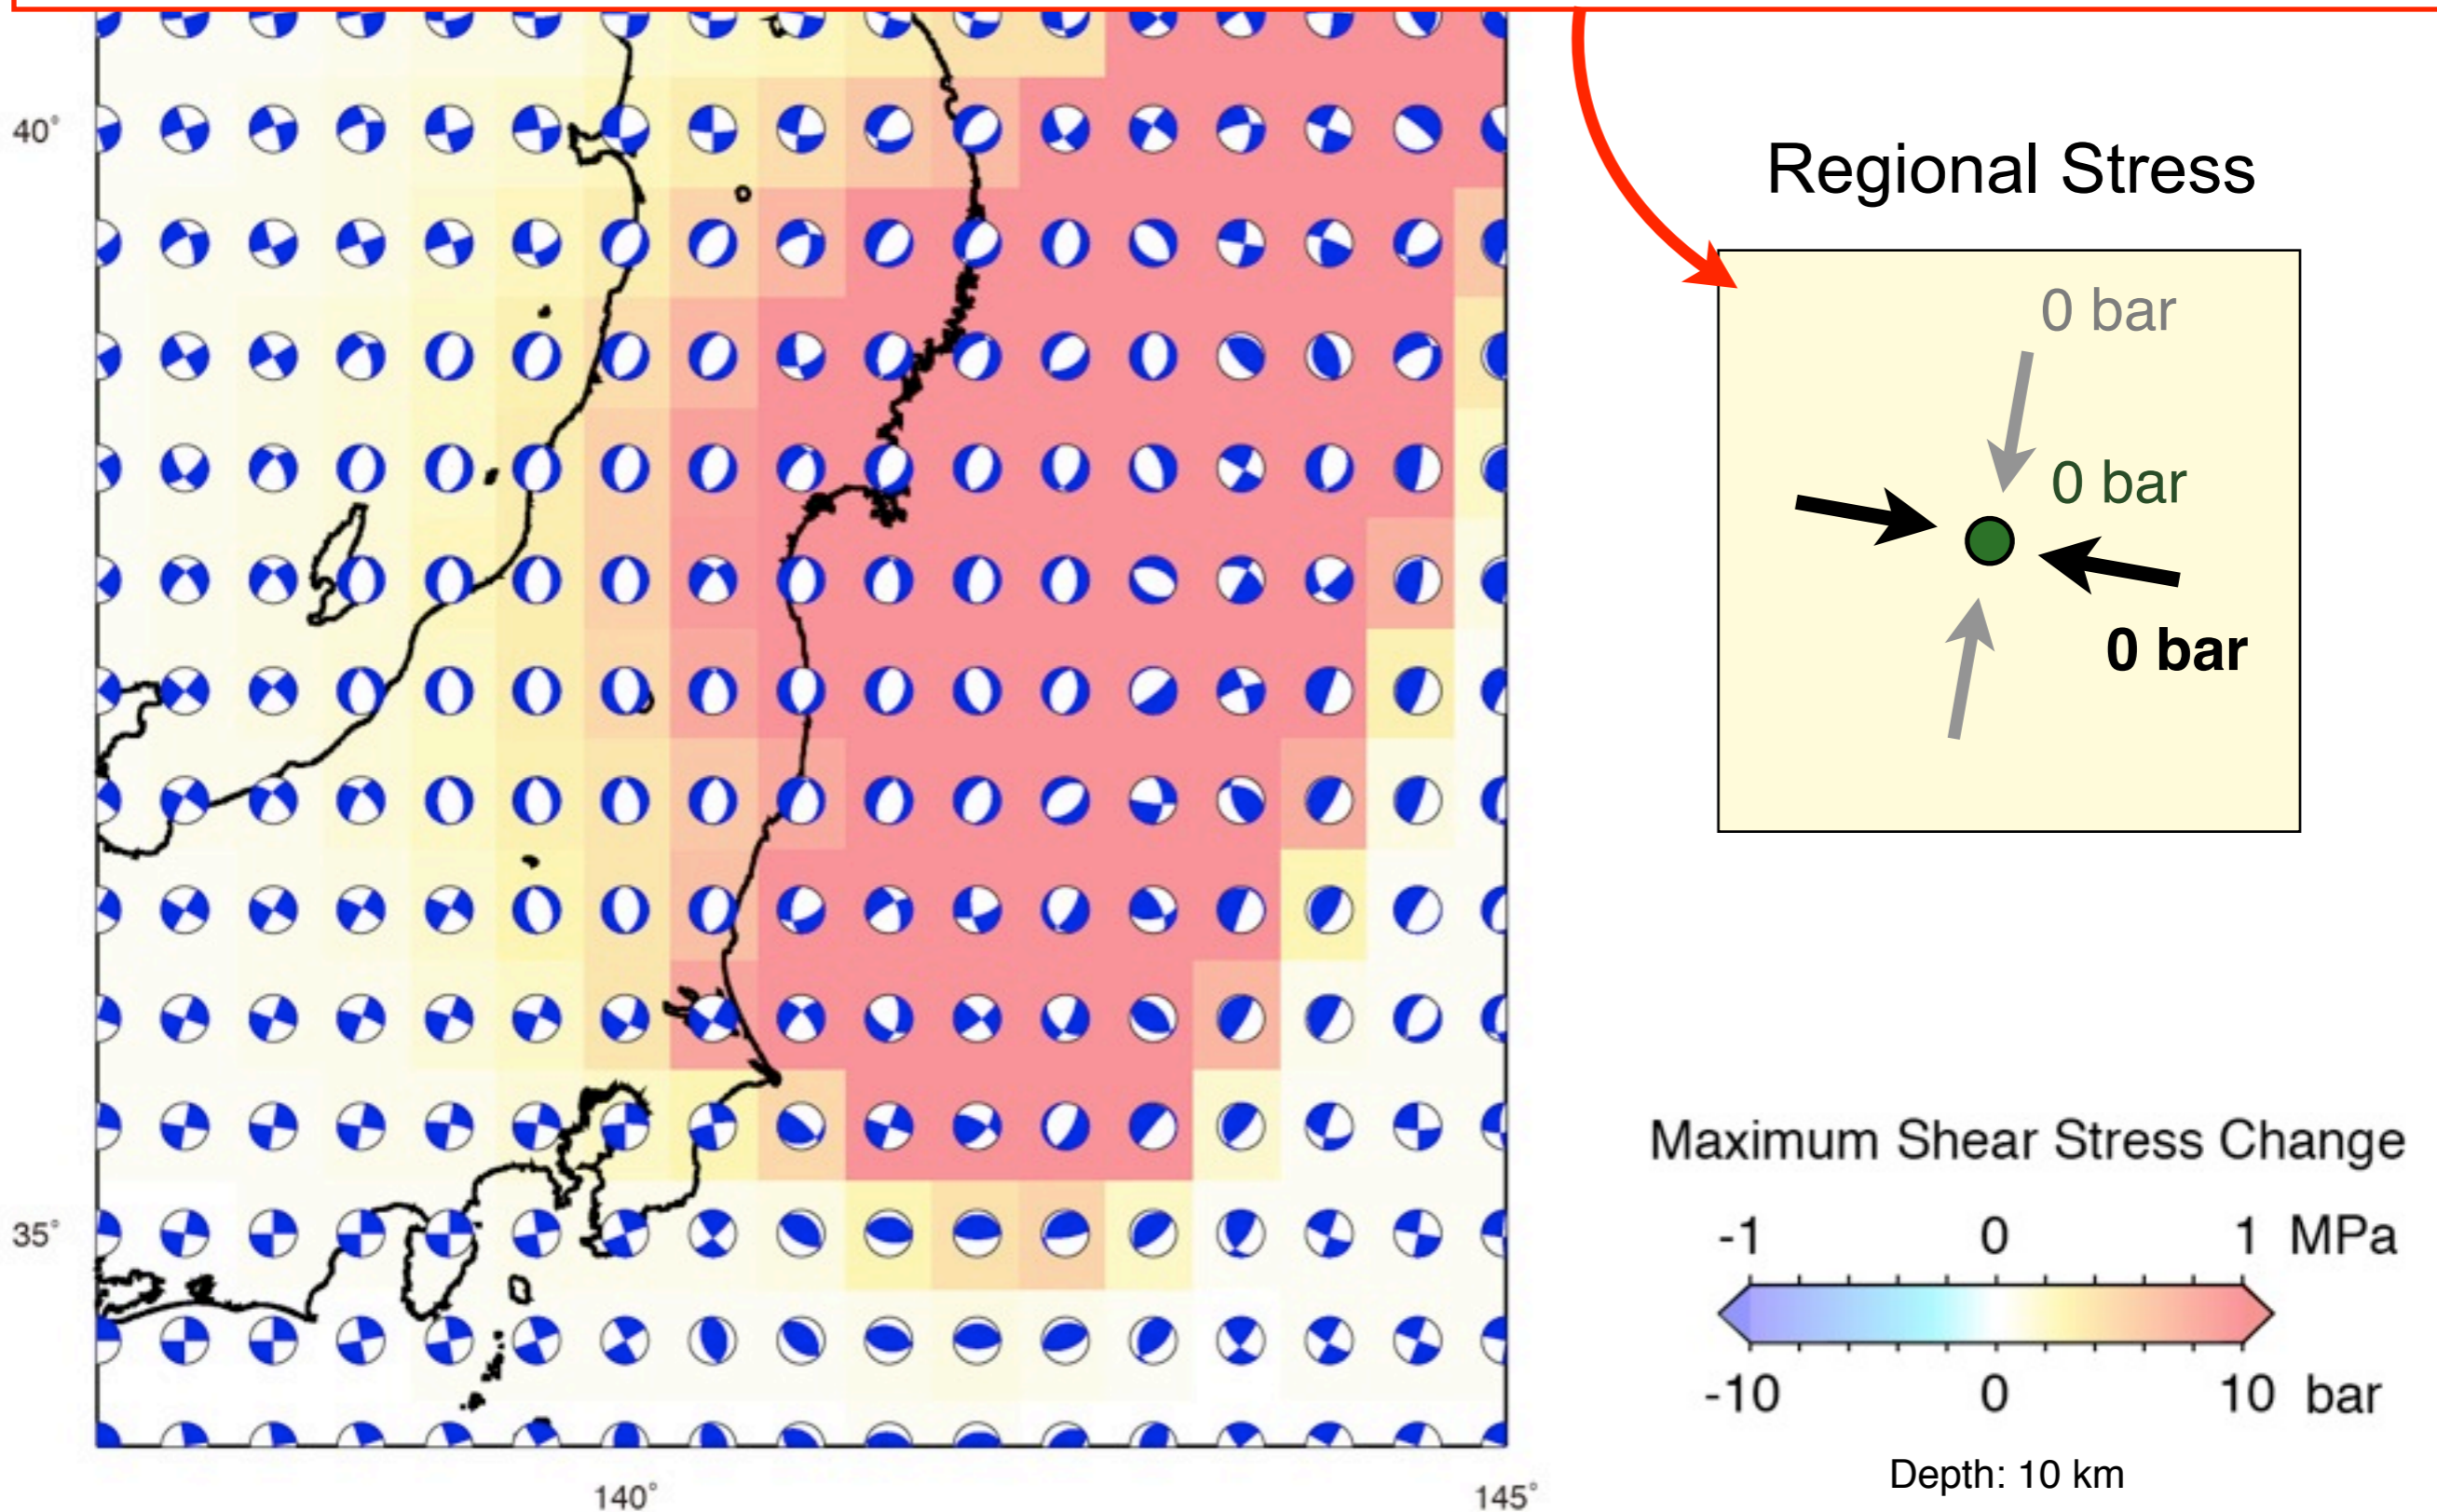 40°
35°
140°
145°
Regional Stress
0 bar
0 bar
0 bar
Maximum Shear Stress Change
-1 0 1 MPa
-10 0 10 bar
Depth: 10 km